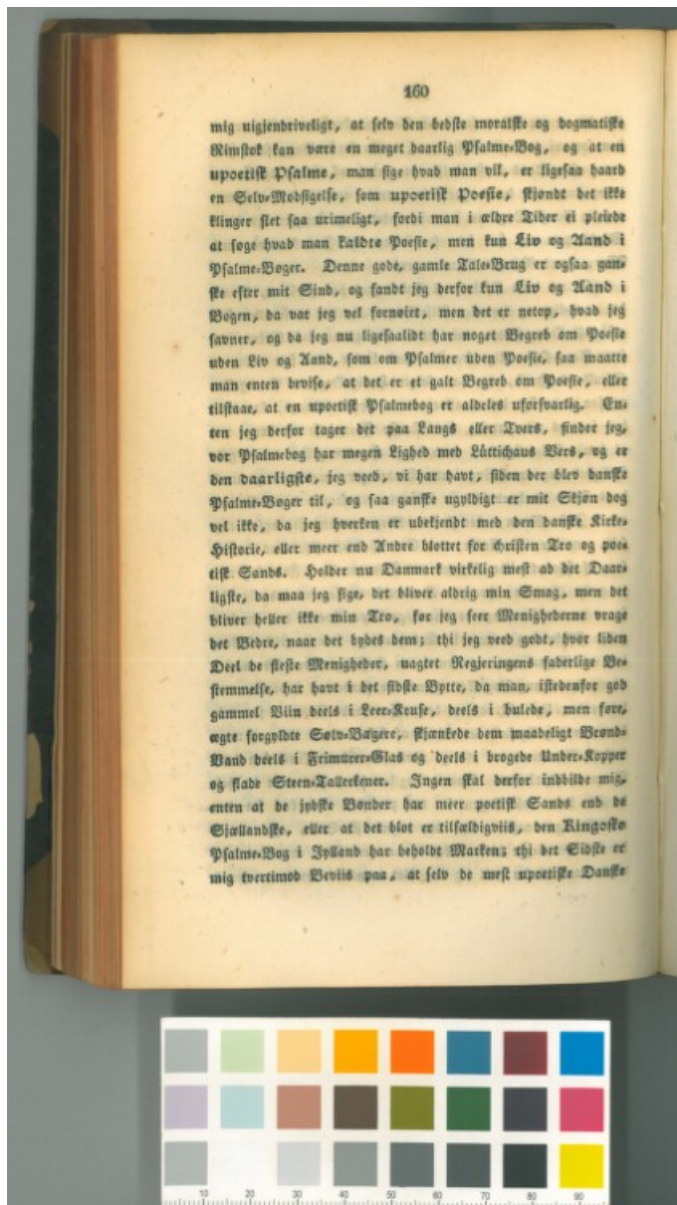 160
mig uigjendriveligt, at selv den bedste moralske og dogmatiske
Rimstok kan være en meget daarlig Psalme-Bog, og at en
upoetisk Psalme, man sige hvad man vil, er ligesaa haard
en Selv-Modsigelse, som upoetisk Poesie, skjøndt det ikke
klinger slet saa urimeligt, fordi man i ældre Tider ei pleiede
at søge hvad man kaldte Poesie, men kun Liv og Aand i
Psalme-Bøger. Denne gode, gamle Tale-Brug er ogsaa gan-
ske efter mit Sind, og fandt jeg derfor kun Liv og Aand i
Bogen, da var jeg vel fornøiet, men det er netop, hvad jeg
savner, og da jeg nu ligesaalidt har noget Begreb om Poesie
uden Liv og Aand, som om Psalmer uden Poesie, saa maatte
man enten bevise, at det er et galt Begreb om Poesie, eller
tilstaae, at en upoetisk Psalmebog er aldeles uforsvarlig. En-
ten jeg derfor tager det paa Langs eller Tvers, finder jeg,
vor Psalmebog har megen Lighed med Lüttichaus Vers, og er
den daarligste, jeg veed, vi har havt, siden der blev danske
Psalme-Bøger til, og saa ganske ugyldigt er mit Skjøn dog
vel ikke, da jeg hverken er ubekjendt med den danske Kirke-
Historie, eller meer end Andre blottet for christen Tro og poe-
tisk Sands. Holder nu Danmark virkelig mest ad det Daar-
ligste, da maa jeg sige, det bliver aldrig min Smag, men det
bliver heller ikke min Tro, før jeg seer Menighederne vrage
det Bedre, naar det bydes dem; thi jeg veed godt, hvor liden
Deel de fleste Menigheder, uagtet Regjeringens faderlige Be-
stemmelse, har havt i det sidste Bytte, da man, istedenfor god
gammel Viin deels i Leer-Kruse, deels i bulede, men føre,
ægte forgyldte Sølv-Bægere, skjænkede dem maadeligt Brønd-
Vand deels i Frimurer-Glas og deels i brogede Under-Kopper
og flade Steen-Tallerkener. Ingen skal derfor indbilde mig,
enten at de jydske Bønder har meer poetisk Sands end de
Sjællandske, eller at det blot er tilfældigviis, den Kingoske
Psalme-Bog i Jylland har beholdt Marken; thi det Sidste er
mig tvertimod Beviis paa, at selv de mest upoetiske Danske
10 20 30 40 50 60 70 80 90